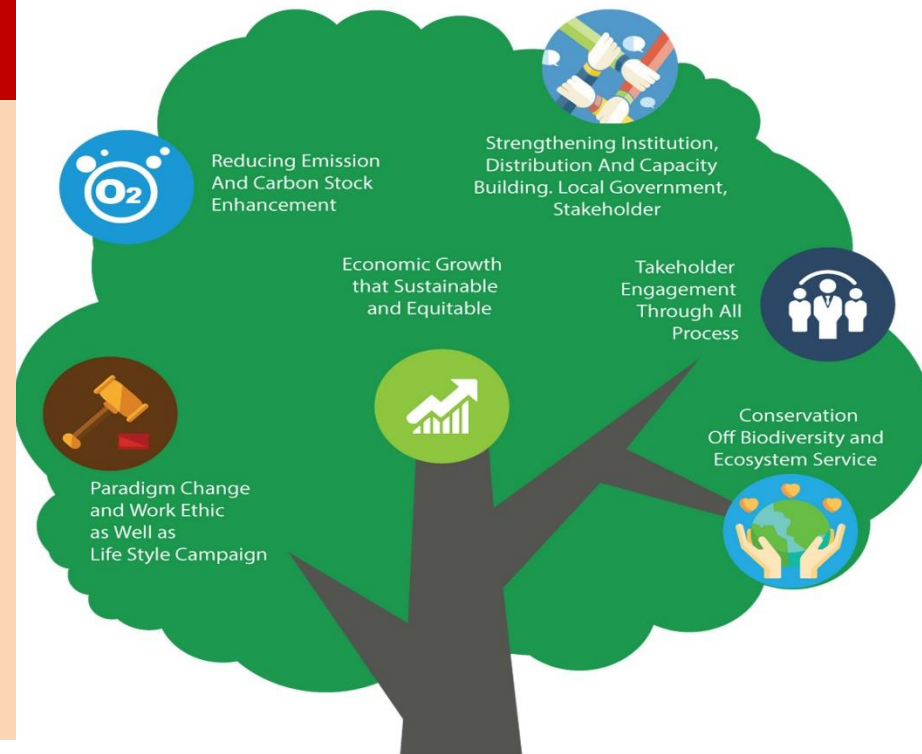 O2
Reducing Emission
And Carbon Stock
Enhancement
Strengthening Institution,
Distribution And Capacity
Building. Local Government,
Stakeholder
Economic Growth
that Sustainable
and Equitable
Takeholder
Engagement
Through All
Process
Paradigm Change
and Work Ethic
as Well as
Life Style Campaign
Conservation
Off Biodiversity and
Ecosystem Service